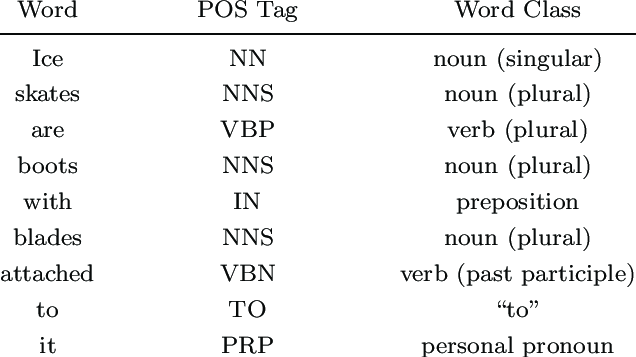 Word POS Tag Word Class
Ice NN noun (singular)
skates NNS noun (plural)
are VBP verb (plural)
boots NNS noun (plural)
with IN preposition
blades NNS noun (plural)
attached VBN verb (past participle)
to TO “to”
it PRP personal pronoun